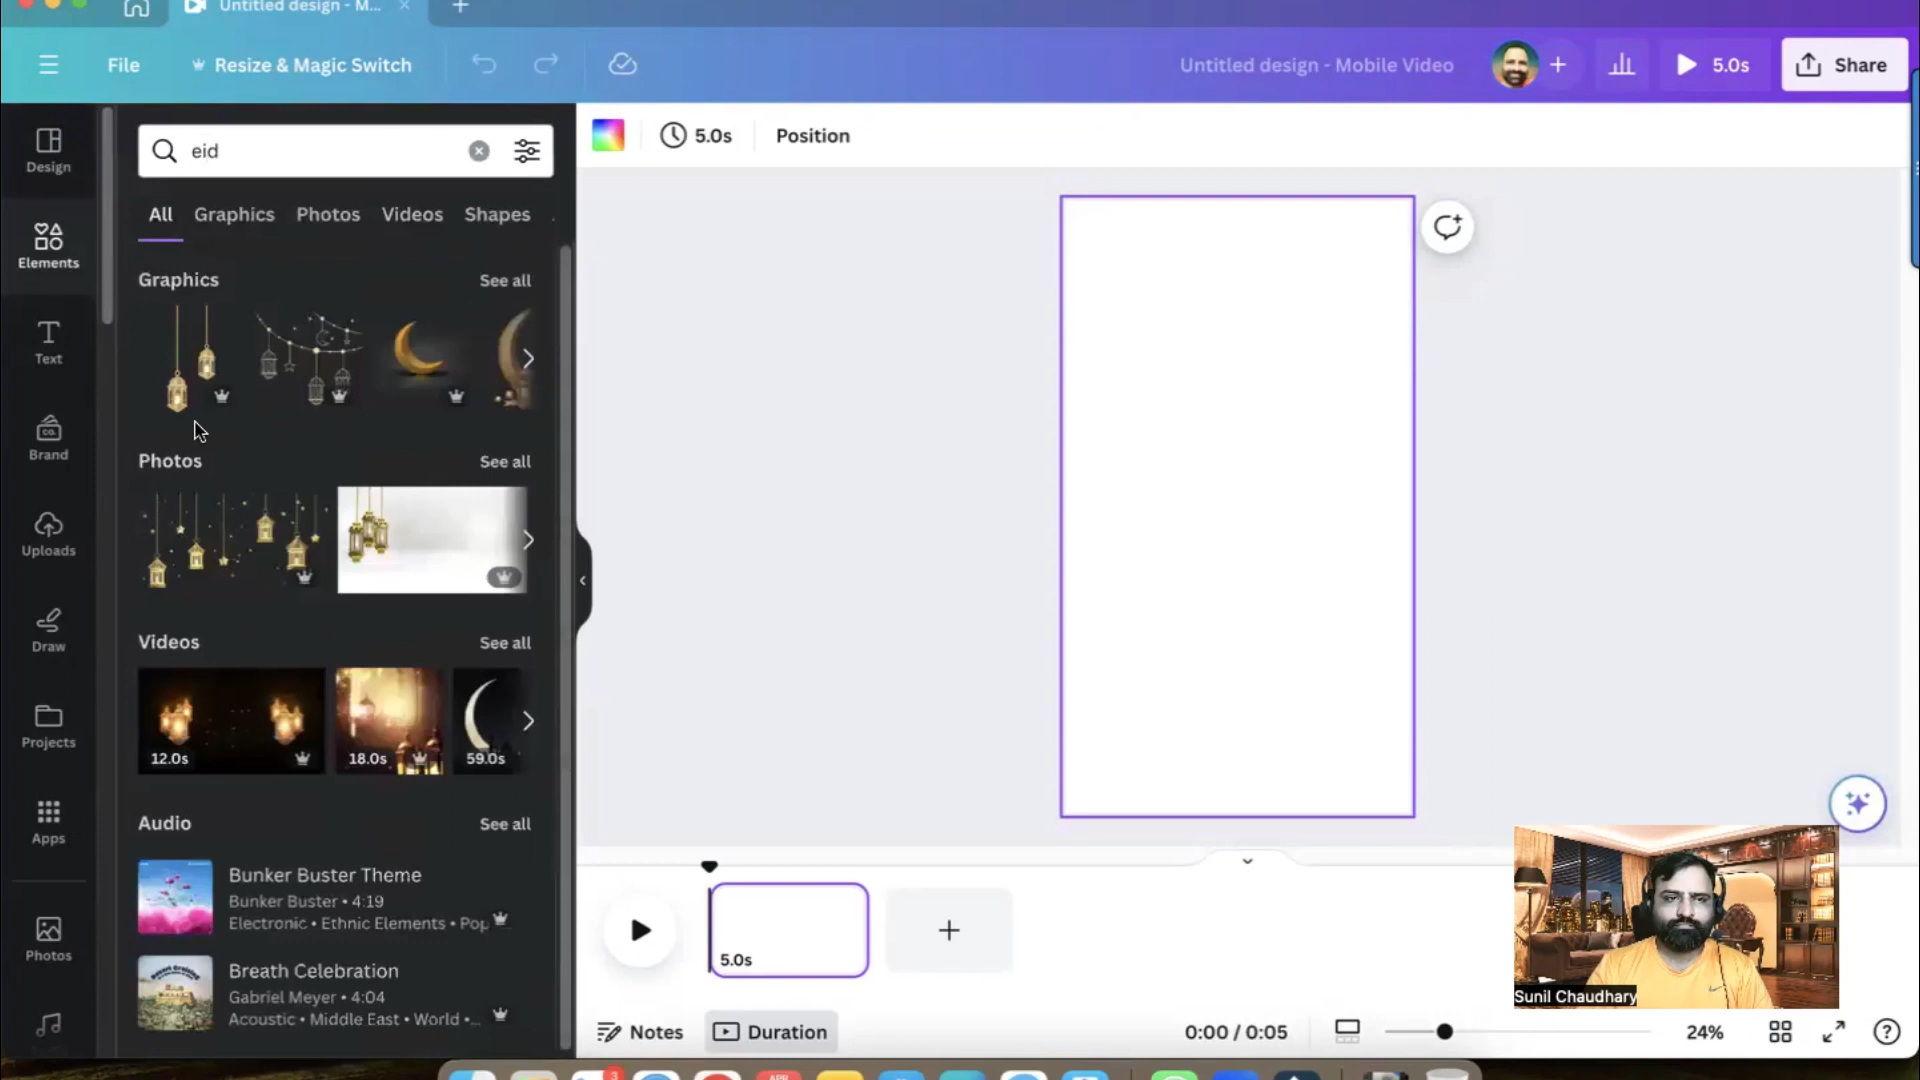 Untitled design - M...
File
Resize & Magic Switch
Untitled design - Mobile Video
5.0s
Share
Design
Elements
Text
Brand
Uploads
Draw
Projects
Apps
Photos
eid
All Graphics Photos Videos Shapes
Graphics See all
Photos See all
Videos See all
12.0s
18.0s
59.0s
Audio See all
Bunker Buster Theme
Bunker Buster • 4:19
Electronic • Ethnic Elements • Pop
Breath Celebration
Gabriel Meyer • 4:04
Acoustic • Middle East • World •...
5.0s Position
5.0s
Sunil Chaudhary
Notes Duration
0:00 / 0:05
24%
CO.
3
APR